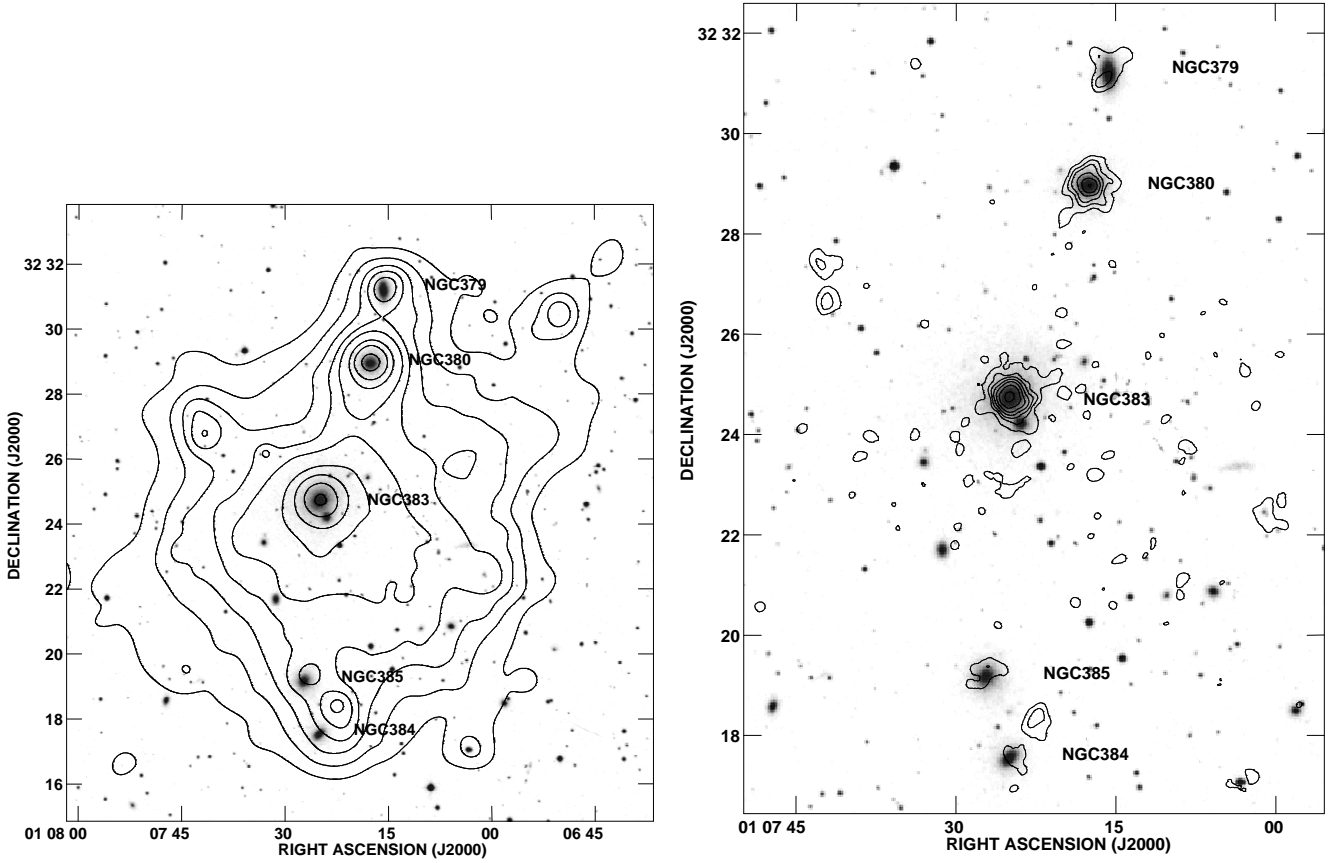 32 32
30
28
26
24
22
20
18
16
DECLINATION (J2000)
NGC379
NGC380
NGC383
NGC385
NGC384
01 08 00
07 45
30
15
00
06 45
RIGHT ASCENSION (J2000)
32 32
30
28
26
24
22
20
18
DECLINATION (J2000)
NGC379
NGC380
NGC383
NGC385
NGC384
01 07 45
30
15
00
RIGHT ASCENSION (J2000)